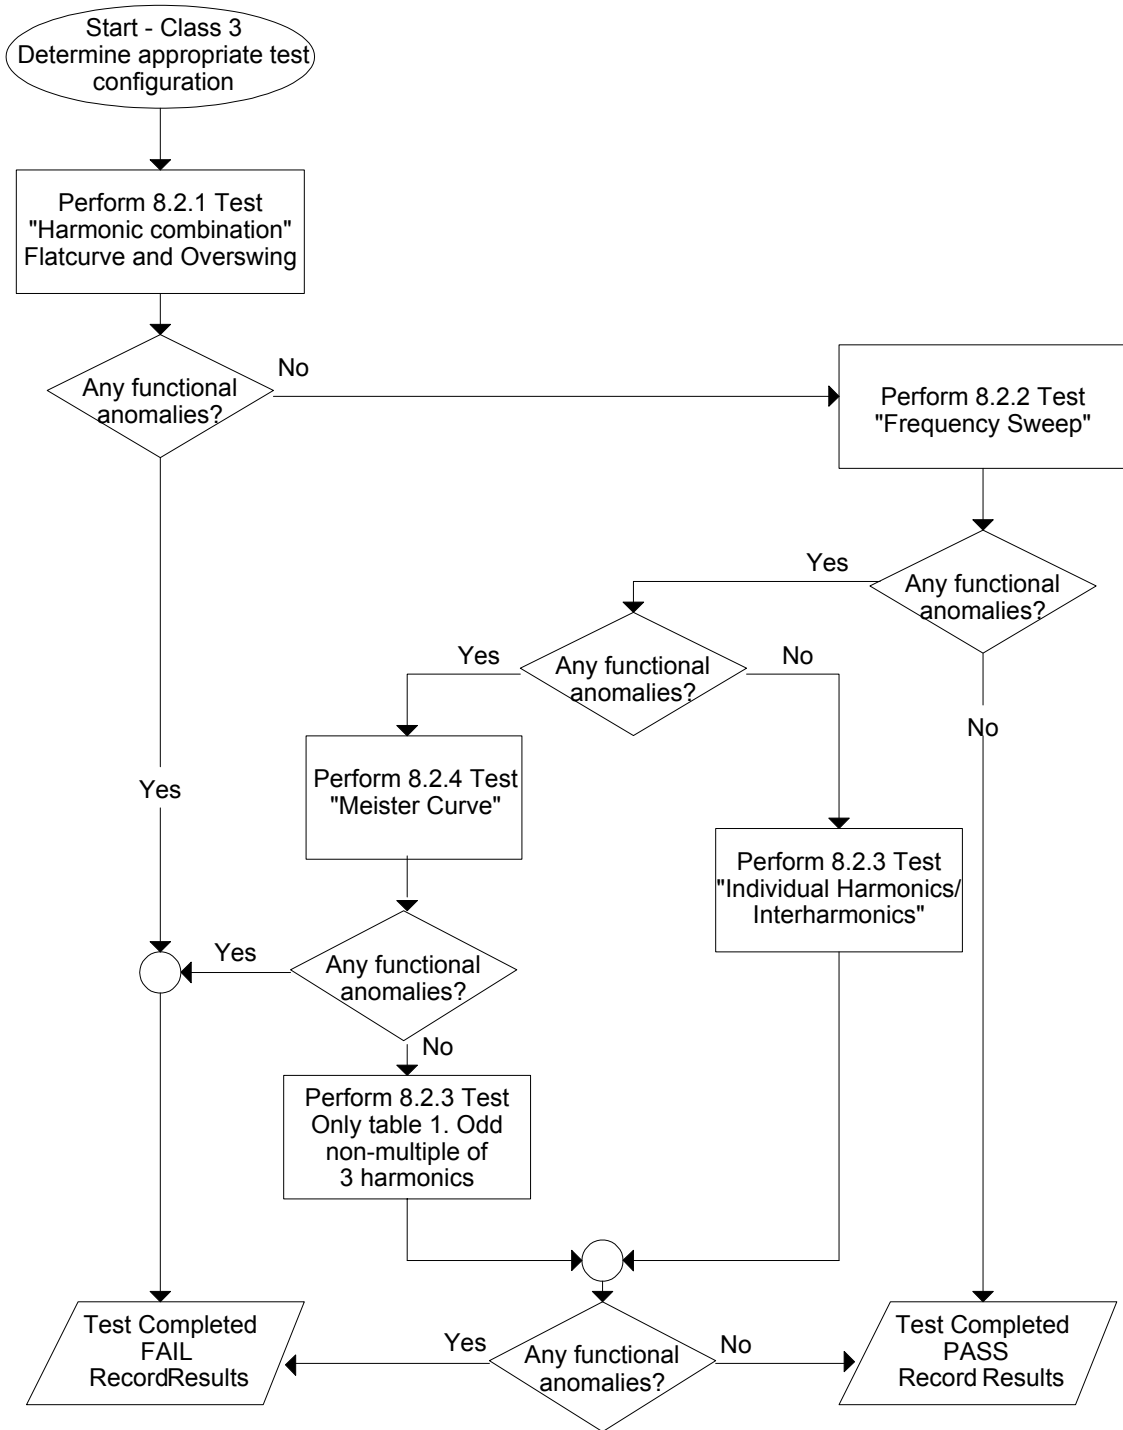 Start - Class 3
Determine appropriate test
configuration
Perform 8.2.1 Test
"Harmonic combination"
Flatcurve and Overswing
Any functional
anomalies?
No
Perform 8.2.2 Test
"Frequency Sweep"
Any functional
anomalies?
Yes
Any functional
anomalies?
Yes
No
No
Perform 8.2.4 Test
"Meister Curve"
Yes
Perform 8.2.3 Test
"Individual Harmonics/
Interharmonics"
Any functional
anomalies?
Yes
No
Perform 8.2.3 Test
Only table 1. Odd
non-multiple of
3 harmonics
Test Completed
FAIL
RecordResults
Yes
Any functional
anomalies?
No
Test Completed
PASS
Record Results